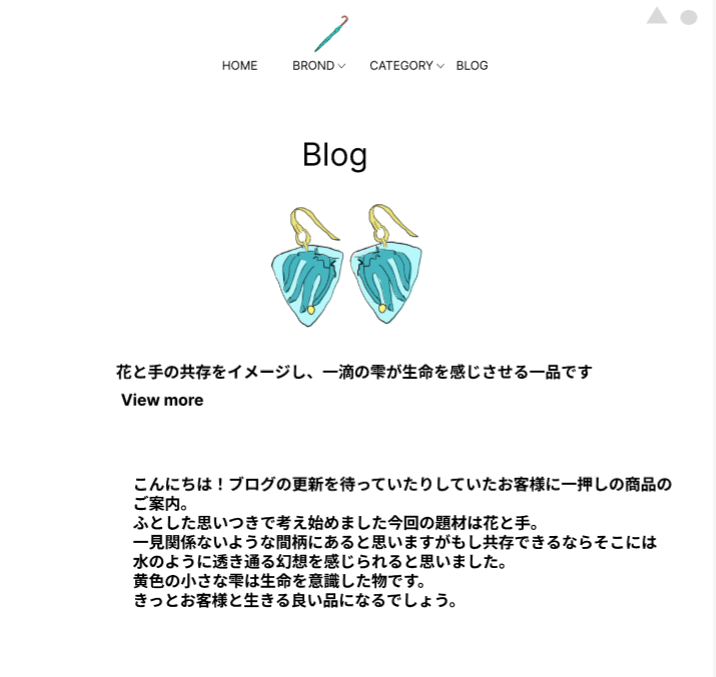 HOME BROND CATEGORY BLOG
Blog
花と手の共存をイメージし、一滴の雫が生命を感じさせる一品です
View more
こんにちは！ブログの更新を待っていたりしていたお客様に一押しの商品の
ご案内。
ふとした思いつきで考え始めました今回の題材は花と手。
一見関係ないような間柄にあると思いますがもし共存できるならそこには
水のように透き通る幻想を感じられると思いました。
黄色の小さな雫は生命を意識した物です。
きっとお客様と生きる良い品になるでしょう。